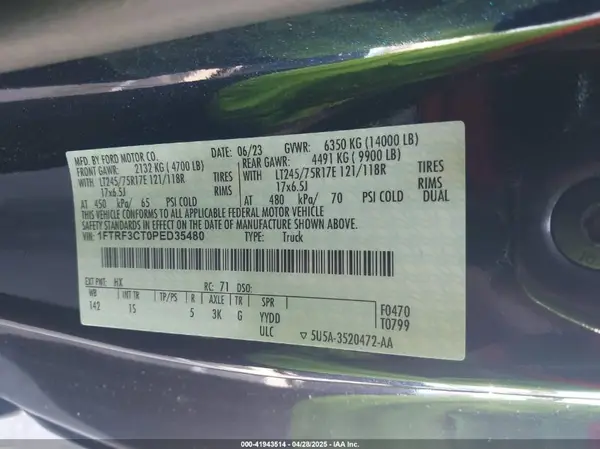 MFD. BY FORD MOTOR CO. DATE: 06/23 GVWR: 6350 KG (14000 LB)
FRONT GAWR: 2132 KG (4700 LB) REAR GAWR: 4491 KG (9900 LB)
WITH LT245/75R17E 121/118R TIRES WITH LT245/75R17E 121/118R TIRES
17x6.5J RIMS 17x6.5J RIMS
AT 450 kPa/ 65 PSI COLD AT 480 kPa/ 70 PSI COLD DUAL
THIS VEHICLE CONFORMS TO ALL APPLICABLE FEDERAL MOTOR VEHICLE
SAFETY STANDARDS IN EFFECT ON THE DATE OF MANUFACTURE SHOWN ABOVE.
VIN: 1FTRF3CT0PED35480 TYPE: Truck
EXT PNT: HX RC: 71 DSO:
WB INT TR TP/PS R AXLE TR SPR F0470
142 15 5 3K G YYDD T0799
ULC ▽ 5U5A-3520472-AA
000-41943514 | 04/28/2025 | IAA Inc.